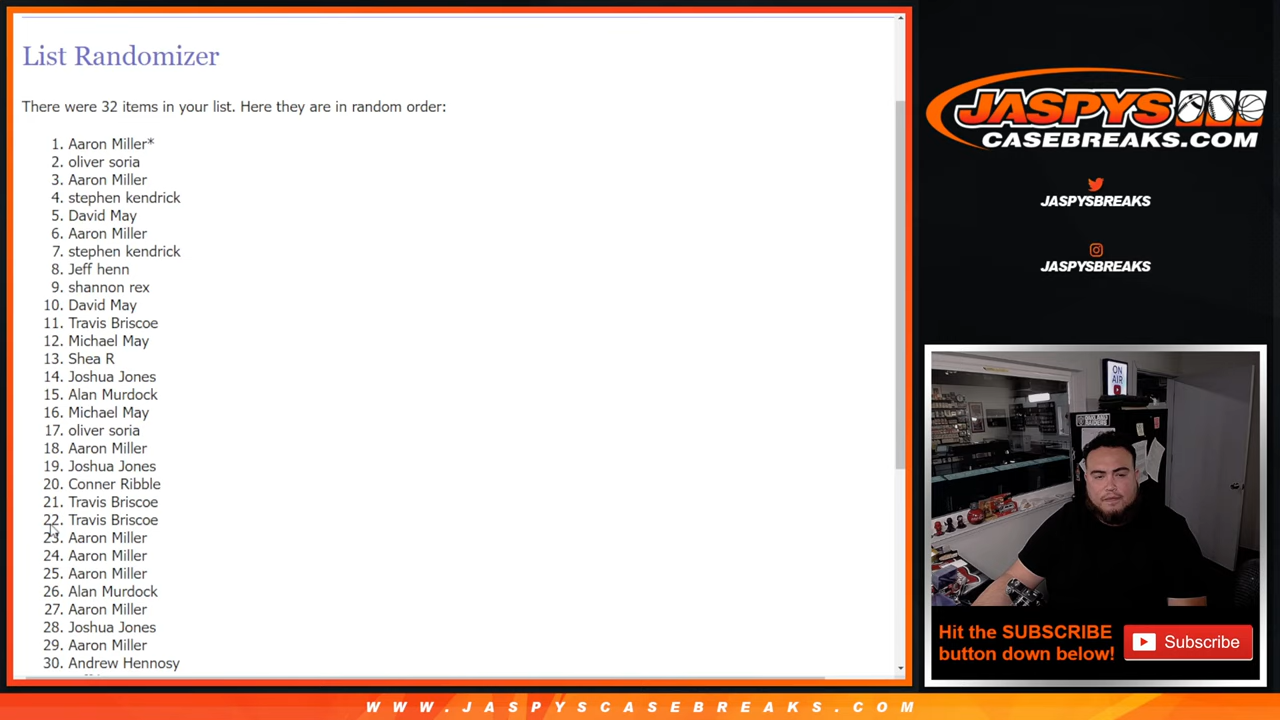 List Randomizer
There were 32 items in your list. Here they are in random order:
1. Aaron Miller*
2. oliver soria
3. Aaron Miller
4. stephen kendrick
5. David May
6. Aaron Miller
7. stephen kendrick
8. Jeff henn
9. shannon rex
10. David May
11. Travis Briscoe
12. Michael May
13. Shea R
14. Joshua Jones
15. Alan Murdock
16. Michael May
17. oliver soria
18. Aaron Miller
19. Joshua Jones
20. Conner Ribble
21. Travis Briscoe
22. Travis Briscoe
23. Aaron Miller
24. Aaron Miller
25. Aaron Miller
26. Alan Murdock
27. Aaron Miller
28. Joshua Jones
29. Aaron Miller
30. Andrew Hennosy
JASPYS
CASEBREAKS.COM
JASPYSBREAKS
JASPYSBREAKS
ON
AIR
Hit the SUBSCRIBE
button down below!
Subscribe
WWW.JASPYSCASEBREAKS.COM